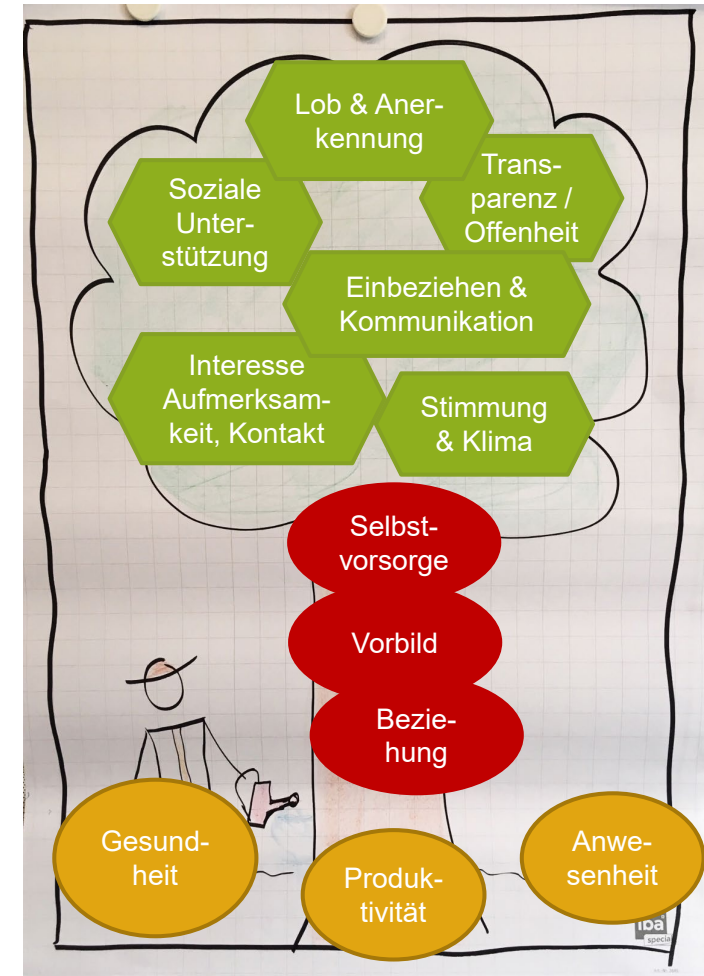 Lob & Aner-
kennung
Trans-
parenz /
Offenheit
Soziale
Unter-
stützung
Einbeziehen &
Kommunikation
Interesse
Aufmerksam-
keit, Kontakt
Stimmung
& Klima
Selbst-
vorsorge
Vorbild
Bezie-
hung
Gesund-
heit
Produk-
tivität
Anwe-
senheit
iba
specia